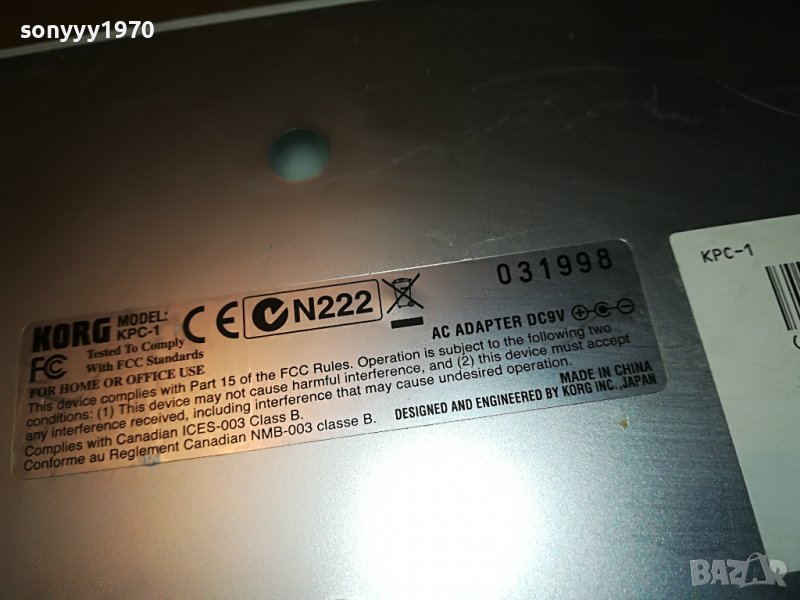 sonyyy1970
KPC-1
031998
KORG MODEL: KPC-1
CE N222
AC ADAPTER DC9V
FC Tested To Comply
With FCC Standards
FOR HOME OR OFFICE USE
This device complies with Part 15 of the FCC Rules. Operation is subject to the following two
conditions: (1) This device may not cause harmful interference, and (2) this device must accept
any interference received, including interference that may cause undesired operation.
Complies with Canadian ICES-003 Class B.
Conforme au Reglement Canadien NMB-003 classe B.
MADE IN CHINA
DESIGNED AND ENGINEERED BY KORG INC.,JAPAN
BAZAR